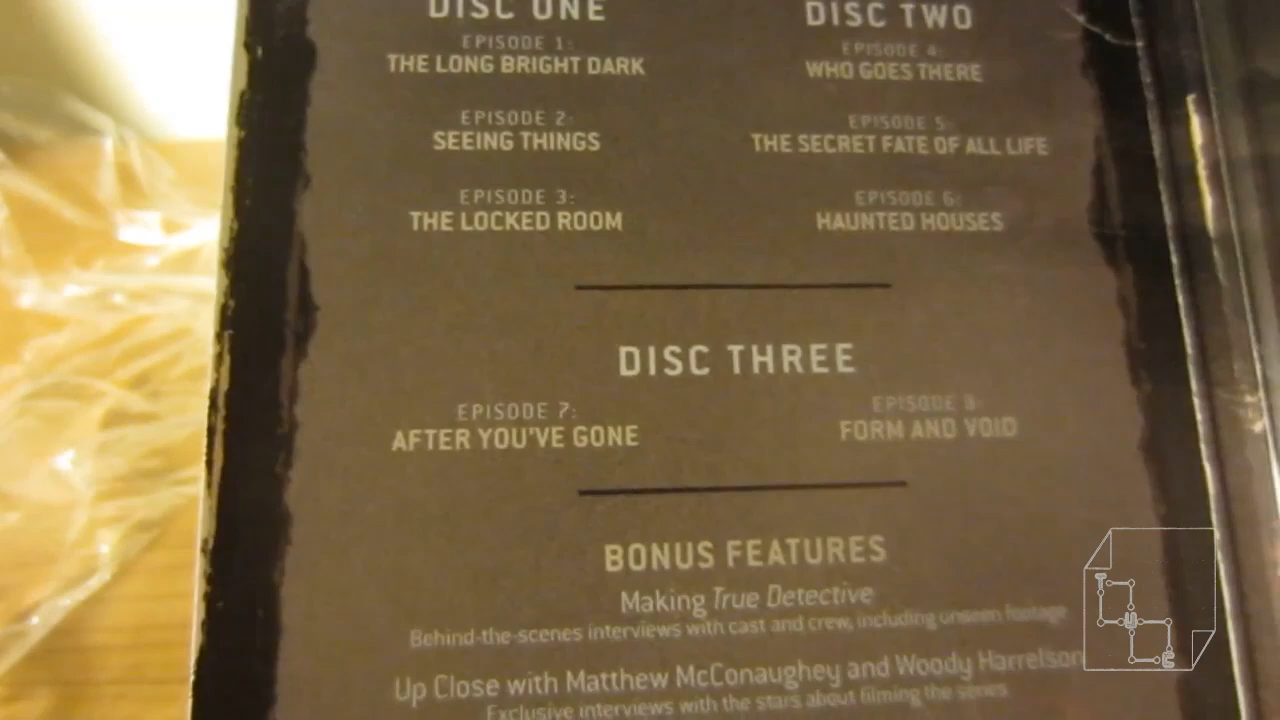 DISC ONE
EPISODE 1:
THE LONG BRIGHT DARK
EPISODE 2:
SEEING THINGS
EPISODE 3:
THE LOCKED ROOM
DISC TWO
EPISODE 4:
WHO GOES THERE
EPISODE 5:
THE SECRET FATE OF ALL LIFE
EPISODE 6:
HAUNTED HOUSES
DISC THREE
EPISODE 7:
AFTER YOU'VE GONE
EPISODE 8:
FORM AND VOID
BONUS FEATURES
Making True Detective
Behind-the-scenes interviews with cast and crew, including unseen footage
Up Close with Matthew McConaughey and Woody Harrelson
Exclusive interviews with the stars about filming the series